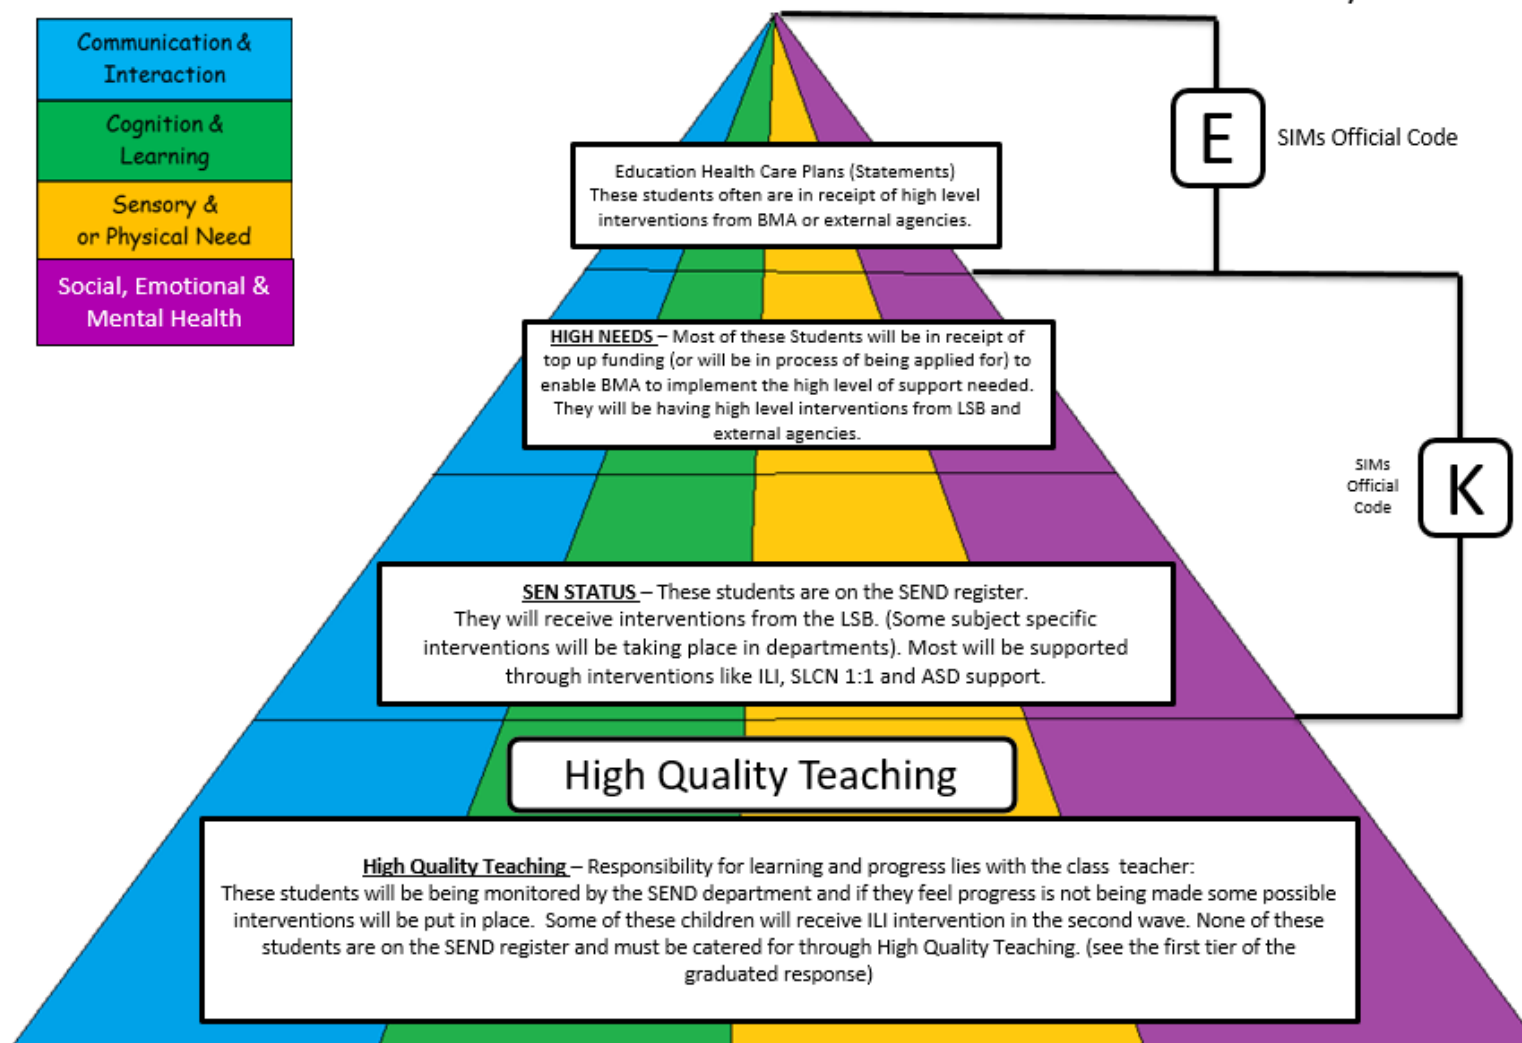 Communication &
Interaction
Cognition &
Learning
Sensory &
or Physical Need
Social, Emotional &
Mental Health
Education Health Care Plans (Statements)
These students often are in receipt of high level
interventions from BMA or external agencies.
E
SIMs Official Code
HIGH NEEDS – Most of these Students will be in receipt of
top up funding (or will be in process of being applied for) to
enable BMA to implement the high level of support needed.
They will be having high level interventions from LSB and
external agencies.
SIMs
Official
Code
K
SEN STATUS – These students are on the SEND register.
They will receive interventions from the LSB. (Some subject specific
interventions will be taking place in departments). Most will be supported
through interventions like ILI, SLCN 1:1 and ASD support.
High Quality Teaching
High Quality Teaching – Responsibility for learning and progress lies with the class teacher:
These students will be being monitored by the SEND department and if they feel progress is not being made some possible
interventions will be put in place. Some of these children will receive ILI intervention in the second wave. None of these
students are on the SEND register and must be catered for through High Quality Teaching. (see the first tier of the
graduated response)